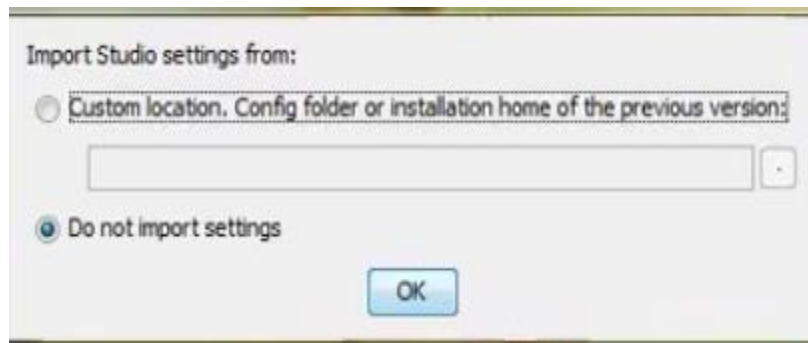 Import Studio settings from:
Custom location. Config folder or installation home of the previous version:
.
Do not import settings
OK